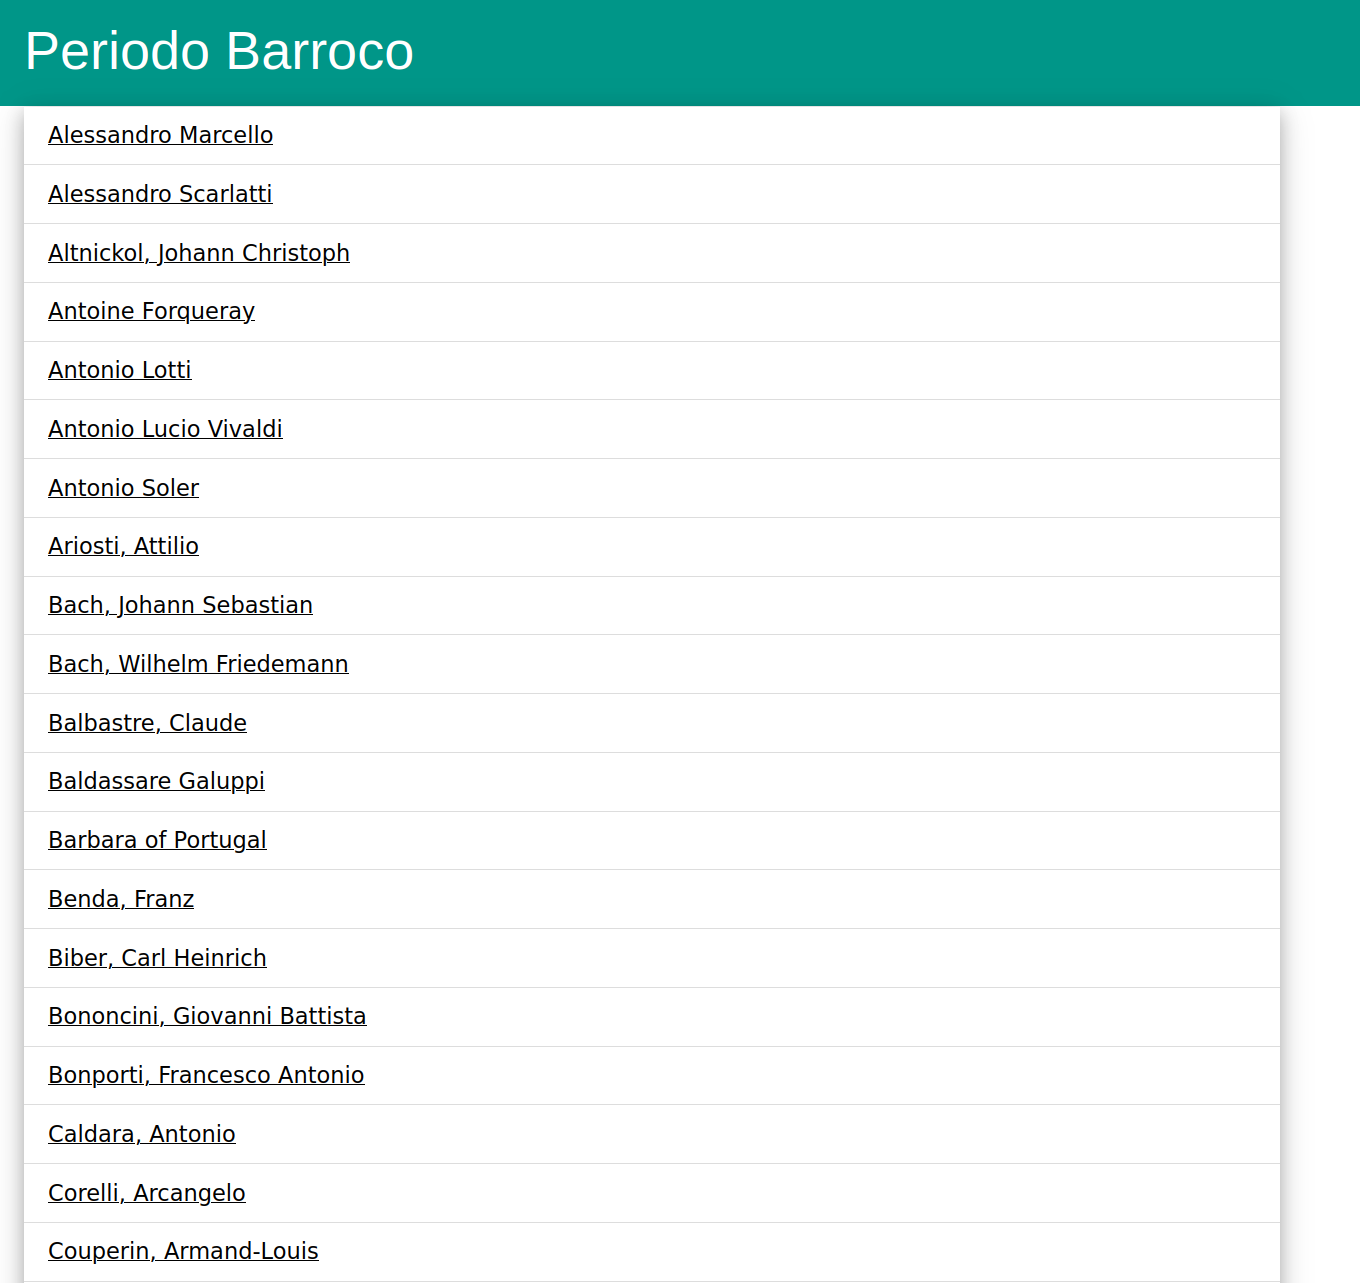 Periodo Barroco
Alessandro Marcello
Alessandro Scarlatti
Altnickol, Johann Christoph
Antoine Forqueray
Antonio Lotti
Antonio Lucio Vivaldi
Antonio Soler
Ariosti, Attilio
Bach, Johann Sebastian
Bach, Wilhelm Friedemann
Balbastre, Claude
Baldassare Galuppi
Barbara of Portugal
Benda, Franz
Biber, Carl Heinrich
Bononcini, Giovanni Battista
Bonporti, Francesco Antonio
Caldara, Antonio
Corelli, Arcangelo
Couperin, Armand-Louis